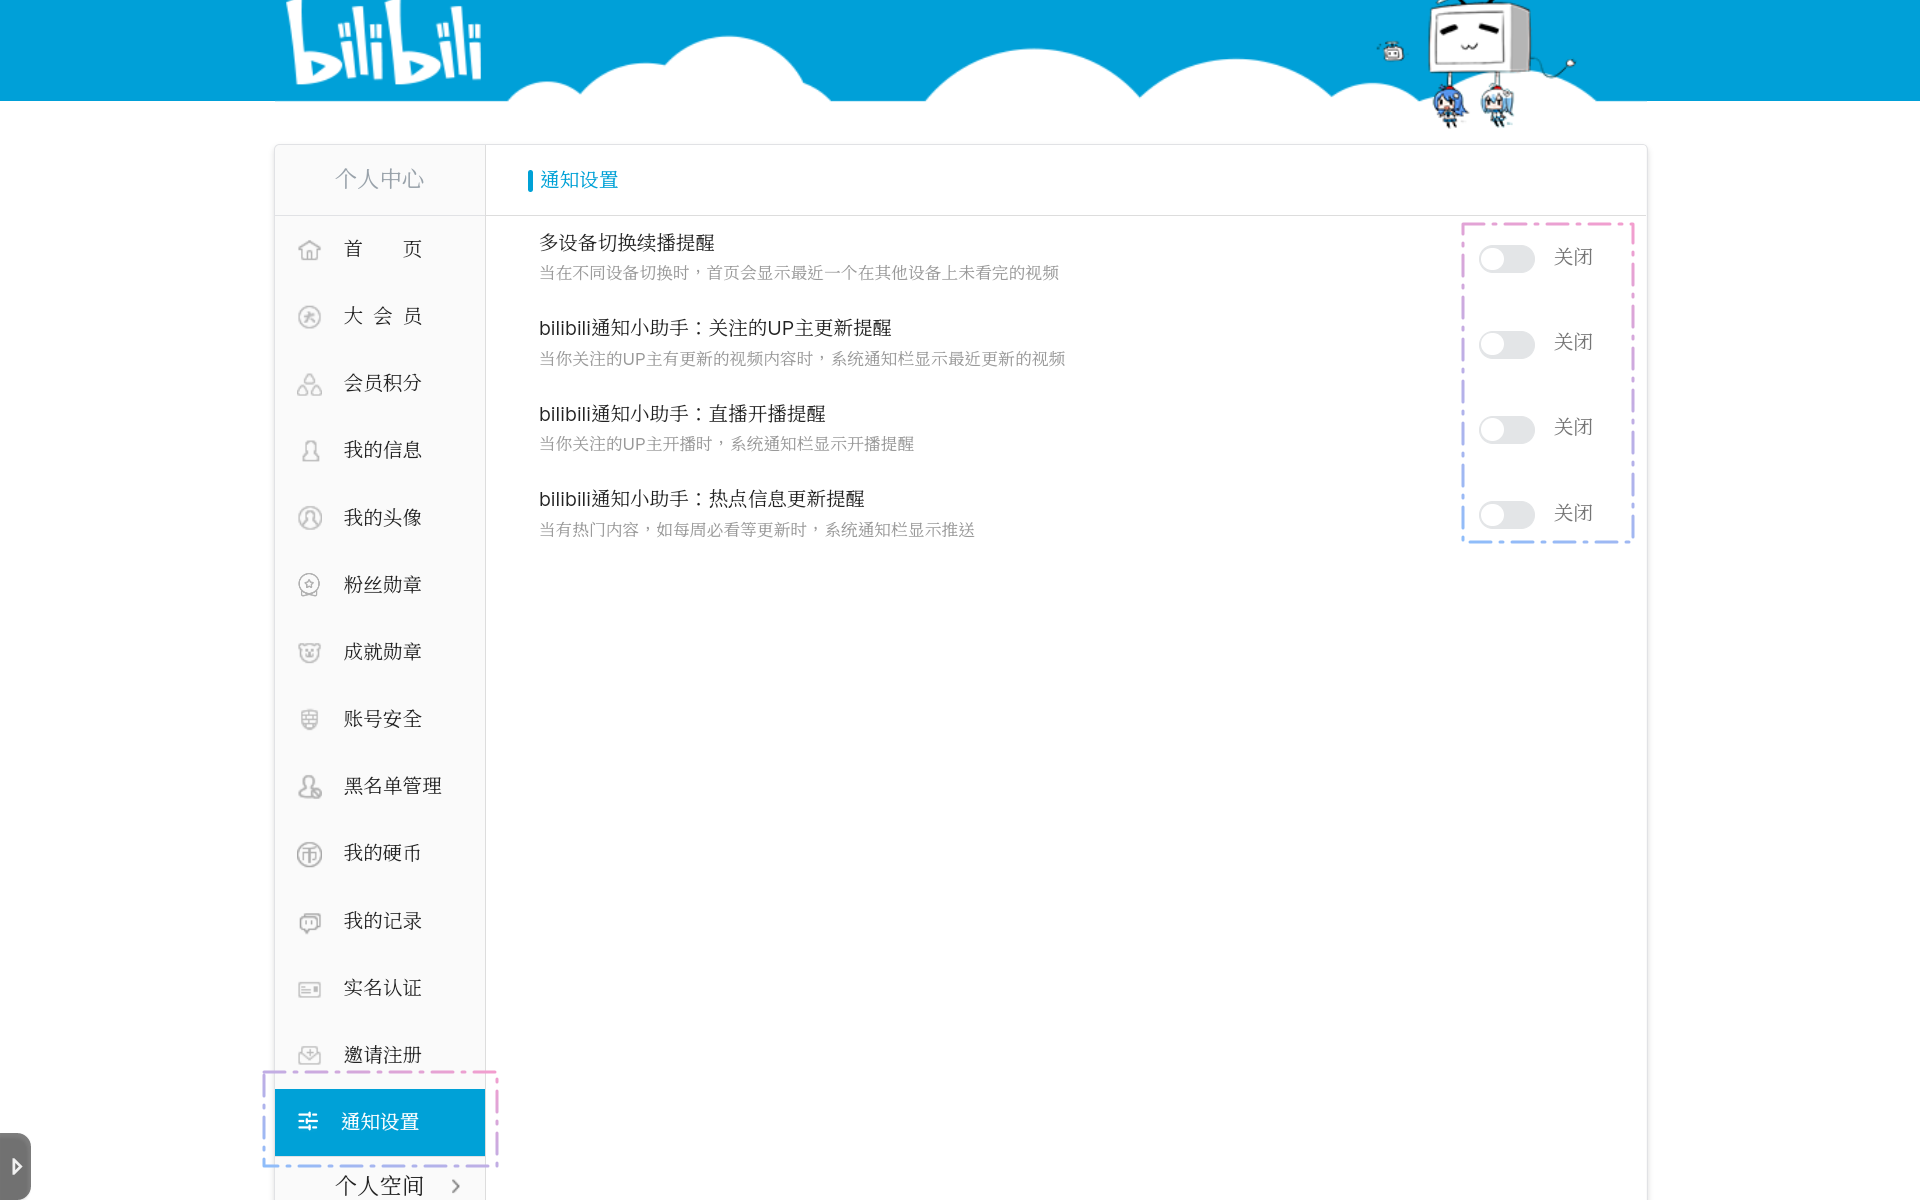 bilibili
个人中心
首 页
大 会 员
会员积分
我的信息
我的头像
粉丝勋章
成就勋章
账号安全
黑名单管理
我的硬币
我的记录
实名认证
邀请注册
通知设置
个人空间
通知设置
多设备切换续播提醒
关闭
当在不同设备切换时，首页会显示最近一个在其他设备上未看完的视频
bilibili通知小助手：关注的UP主更新提醒
关闭
当你关注的UP主有更新的视频内容时，系统通知栏显示最近更新的视频
bilibili通知小助手：直播开播提醒
关闭
当你关注的UP主开播时，系统通知栏显示开播提醒
bilibili通知小助手：热点信息更新提醒
关闭
当有热门内容，如每周必看等更新时，系统通知栏显示推送